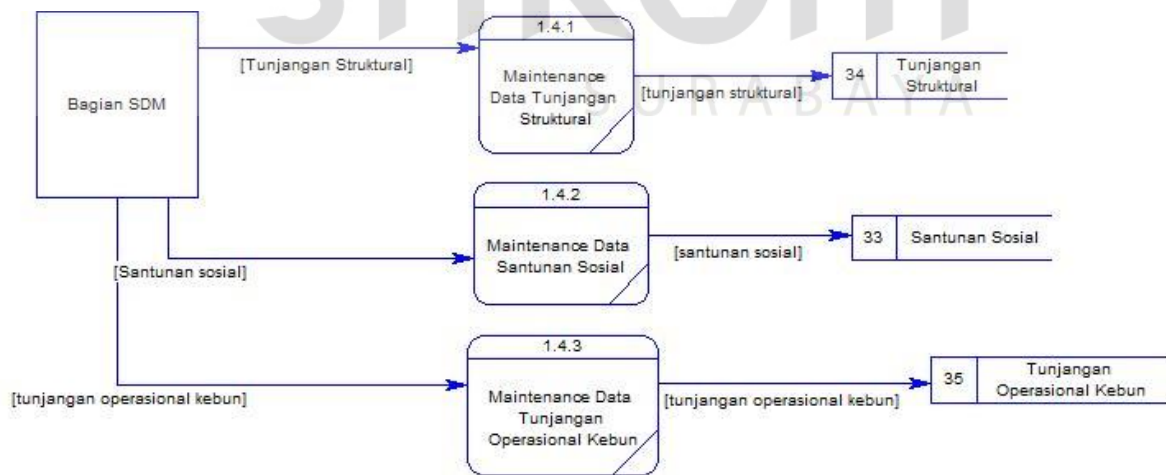 stikom
SURABAYA
Bagian SDM
[Tunjangan Struktural]
1.4.1
Maintenance
Data Tunjangan
Struktural
[tunjangan struktural]
34
Tunjangan
Struktural
[Santunan sosial]
1.4.2
Maintenance Data
Santunan Sosial
[santunan sosial]
33
Santunan Sosial
[tunjangan operasional kebun]
1.4.3
Maintenance Data
Tunjangan
Operasional Kebun
[tunjangan operasional kebun]
35
Tunjangan
Operasional Kebun